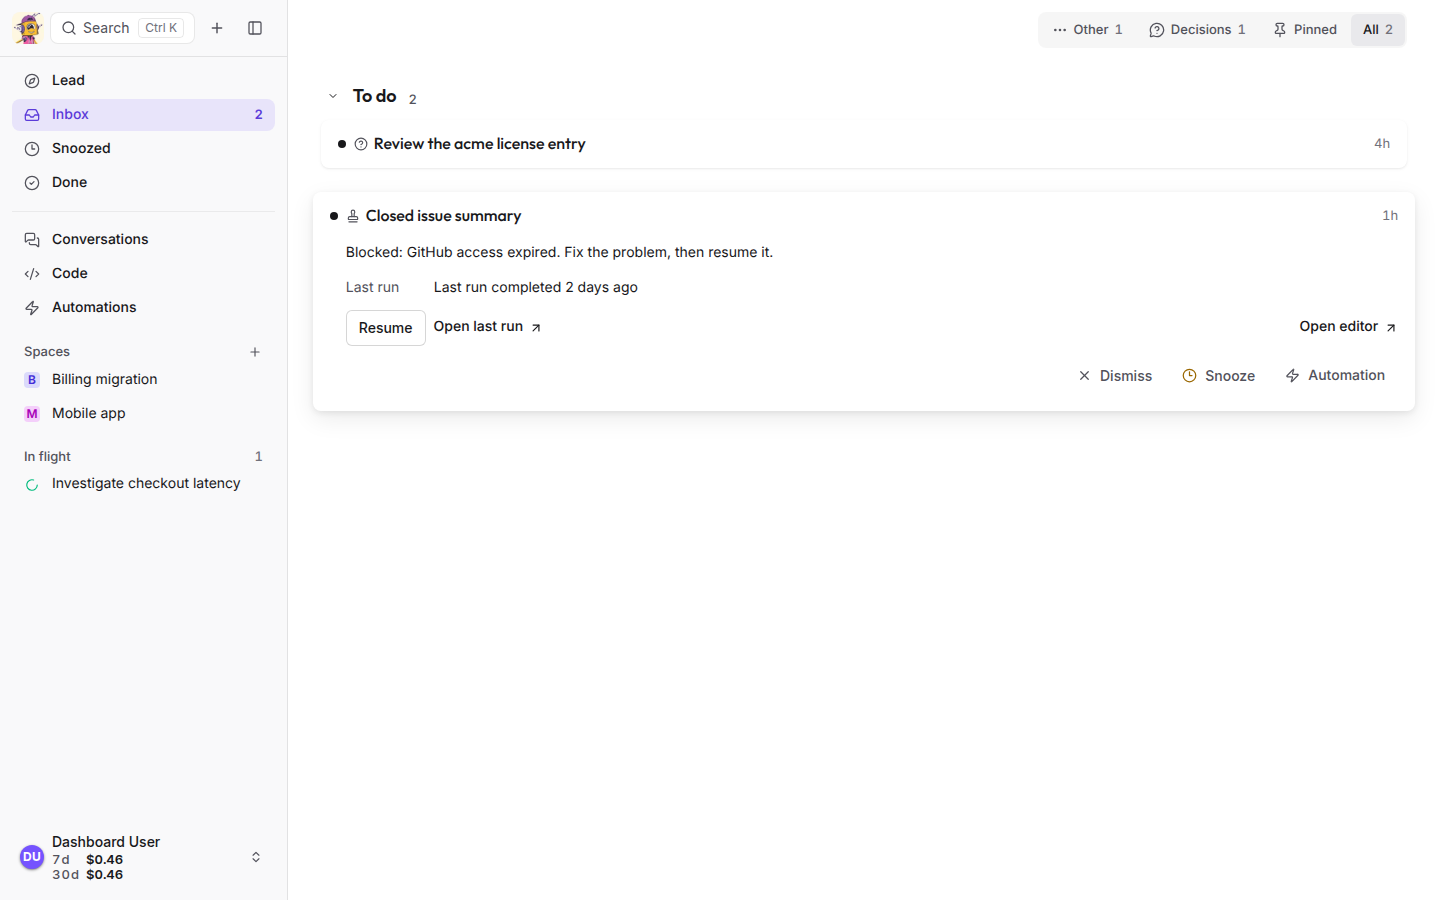 Search Ctrl K
Lead
Inbox 2
Snoozed
Done
Conversations
Code
Automations
Spaces
B Billing migration
M Mobile app
In flight 1
Investigate checkout latency
DU Dashboard User
7d $0.46
30d $0.46
Other 1 Decisions 1 Pinned All 2
To do 2
Review the acme license entry 4h
Closed issue summary 1h
Blocked: GitHub access expired. Fix the problem, then resume it.
Last run Last run completed 2 days ago
Resume Open last run Open editor
Dismiss Snooze Automation